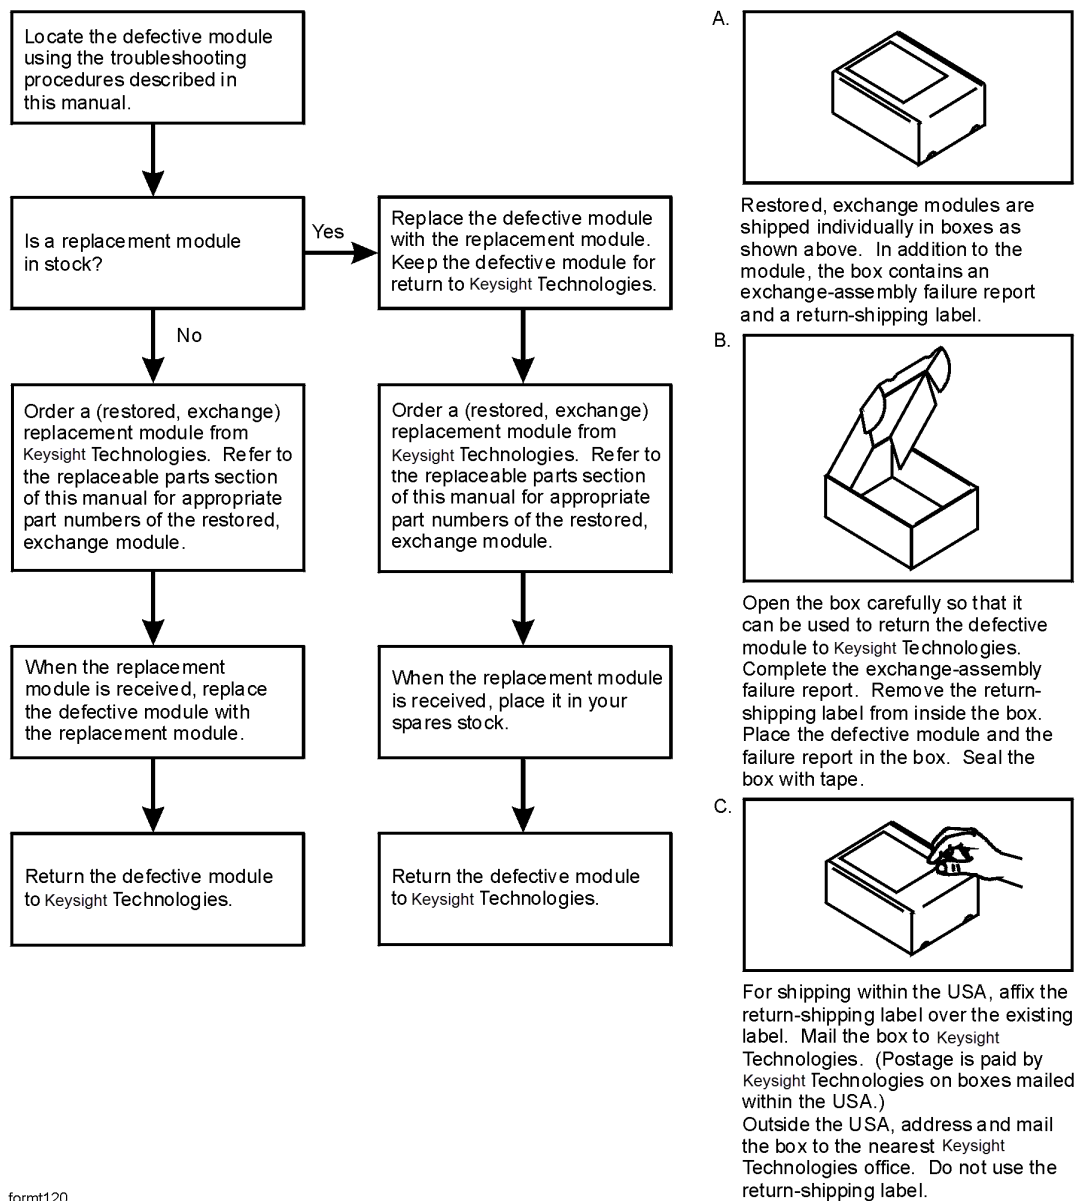 Locate the defective module
using the troubleshooting
procedures described in
this manual.
Is a replacement module
in stock?
Yes
No
Replace the defective module
with the replacement module.
Keep the defective module for
return to Keysight Technologies.
Order a (restored, exchange)
replacement module from
Keysight Technologies. Refer to
the replaceable parts section
of this manual for appropriate
part numbers of the restored,
exchange module.
Order a (restored, exchange)
replacement module from
Keysight Technologies. Refer to
the replaceable parts section
of this manual for appropriate
part numbers of the restored,
exchange module.
When the replacement
module is received, replace
the defective module with
the replacement module.
When the replacement module
is received, place it in your
spares stock.
Return the defective module
to Keysight Technologies.
Return the defective module
to Keysight Technologies.
A.
Restored, exchange modules are
shipped individually in boxes as
shown above. In addition to the
module, the box contains an
exchange-assembly failure report
and a return-shipping label.
B.
Open the box carefully so that it
can be used to return the defective
module to Keysight Technologies.
Complete the exchange-assembly
failure report. Remove the return-
shipping label from inside the box.
Place the defective module and the
failure report in the box. Seal the
box with tape.
C.
For shipping within the USA, affix the
return-shipping label over the existing
label. Mail the box to Keysight
Technologies. (Postage is paid by
Keysight Technologies on boxes mailed
within the USA.)
Outside the USA, address and mail
the box to the nearest Keysight
Technologies office. Do not use the
return-shipping label.
formt120